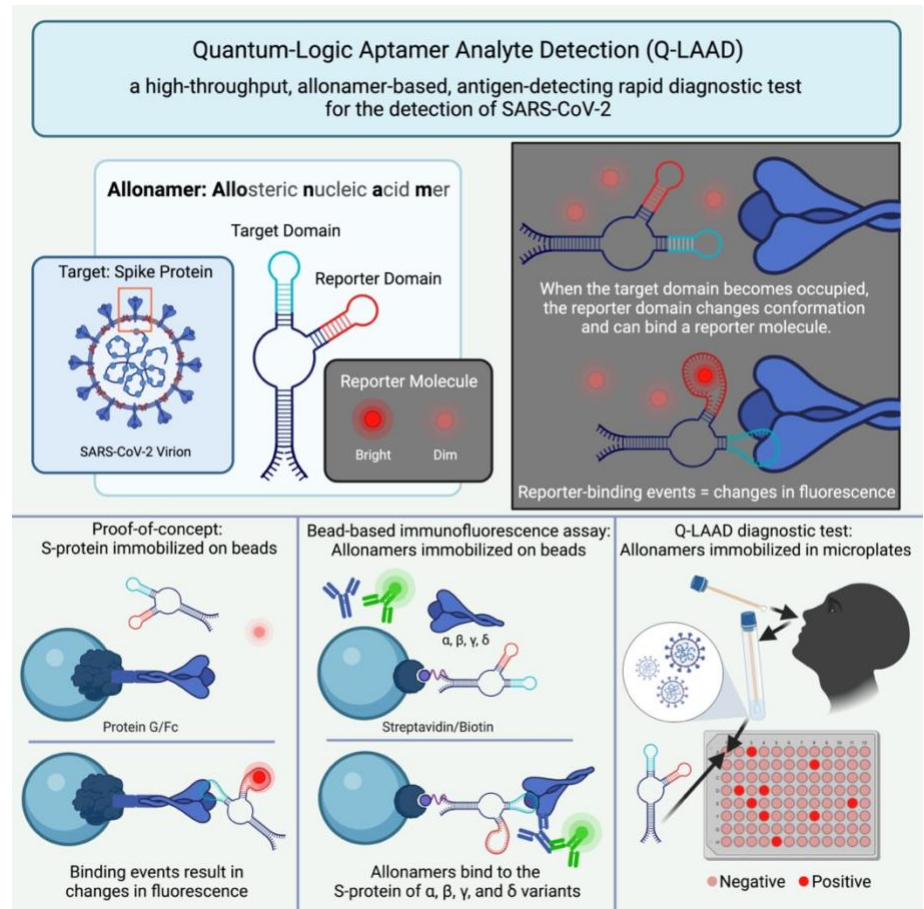 Quantum-Logic Aptamer Analyte Detection (Q-LAAD)
a high-throughput, allonamer-based, antigen-detecting rapid diagnostic test
for the detection of SARS-CoV-2
Allonamer: Allosteric nucleic acid mer
Target Domain
Reporter Domain
Target: Spike Protein
SARS-CoV-2 Virion
Reporter Molecule
Bright Dim
When the target domain becomes occupied,
the reporter domain changes conformation
and can bind a reporter molecule.
Reporter-binding events = changes in fluorescence
Proof-of-concept:
S-protein immobilized on beads
Protein G/Fc
Binding events result in
changes in fluorescence
Bead-based immunofluorescence assay:
Allonamers immobilized on beads
α, β, γ, δ
Streptavidin/Biotin
Allonamers bind to the
S-protein of α, β, γ, and δ variants
Q-LAAD diagnostic test:
Allonamers immobilized in microplates
Negative Positive